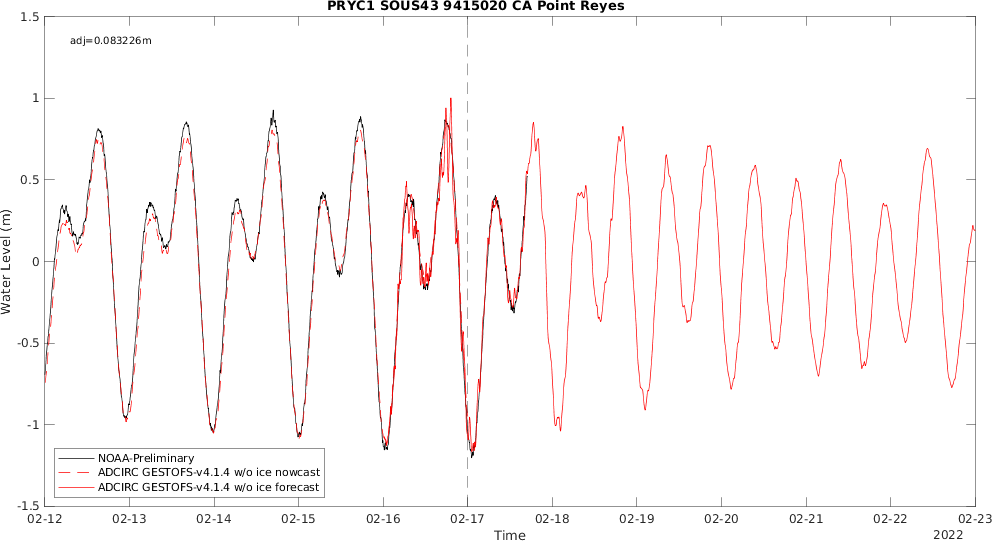 PRYC1 SOUS43 9415020 CA Point Reyes
adj=0.083226m
1.5
1
0.5
0
-0.5
-1
-1.5
Water Level (m)
NOAA-Preliminary
ADCIRC GESTOFS-v4.1.4 w/o ice nowcast
ADCIRC GESTOFS-v4.1.4 w/o ice forecast
02-12 02-13 02-14 02-15 02-16 02-17 02-18 02-19 02-20 02-21 02-22 02-23
Time
2022